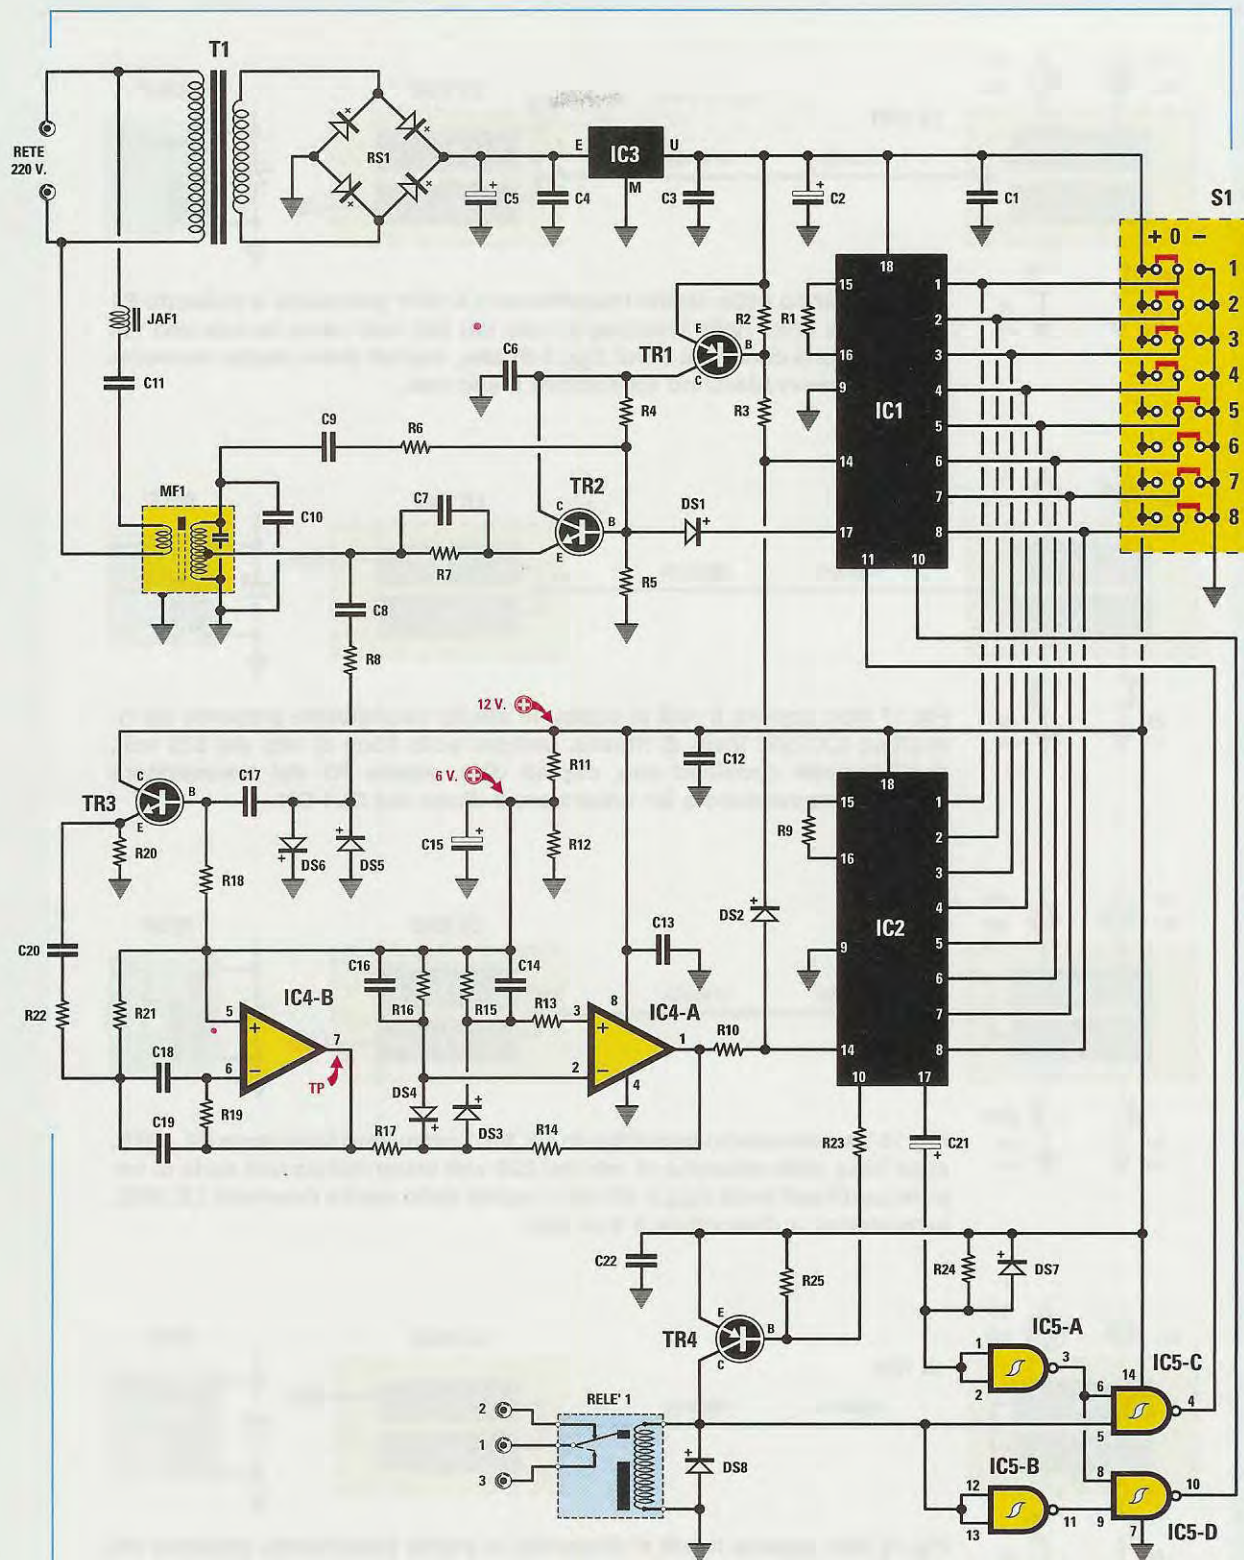 T1
RETE
220 V.
RS1
E
IC3
U
M
C5
C4
C3
C2
C1
S1
+ 0 -
1
2
3
4
5
6
7
8
JAF1
C11
MF1
C10
C9
R6
C6
R4
TR1
E
B
C
R2
R3
R1
15
16
9
14
17
18
IC1
1
2
3
4
5
6
7
8
11
10
C7
R7
TR2
C
B
E
DS1
+
R5
C8
R8
12 V.
6 V.
R11
R12
C12
C15
+
TR3
C
B
E
C17
R20
R18
DS6
DS5
C20
R22
R21
C18
C19
R19
5
6
7
+
−
IC4-B
TP
C16
R16
R15
C14
R13
DS4
DS3
R17
R14
IC4-A
3
2
8
1
4
C13
R10
DS2
R9
15
16
9
14
18
IC2
1
2
3
4
5
6
7
8
10
17
R23
C21
+
C22
R25
R24
DS7
TR4
E
B
C
RELE' 1
2
1
3
DS8
IC5-A
1
2
3
IC5-C
14
6
5
4
IC5-B
12
13
11
IC5-D
8
9
10
7